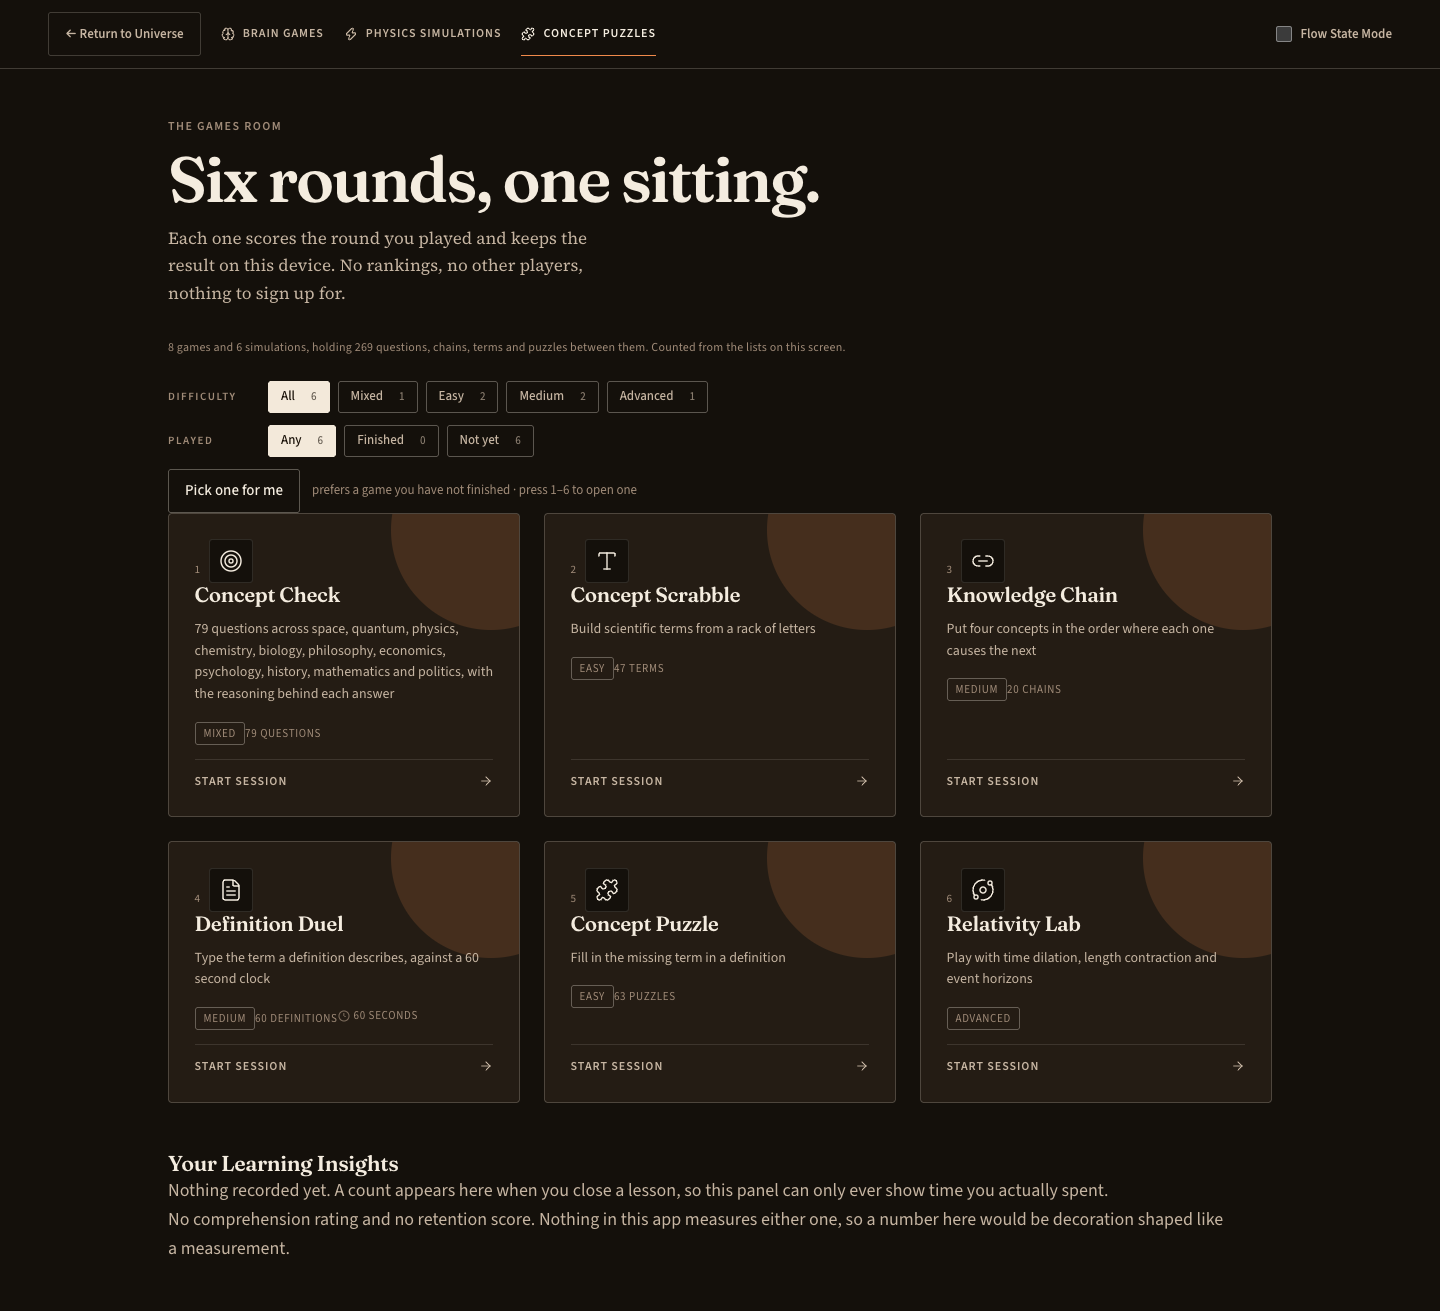 ← Return to Universe
BRAIN GAMES
PHYSICS SIMULATIONS
CONCEPT PUZZLES
Flow State Mode
THE GAMES ROOM
Six rounds, one sitting.
Each one scores the round you played and keeps the
result on this device. No rankings, no other players,
nothing to sign up for.
8 games and 6 simulations, holding 269 questions, chains, terms and puzzles between them. Counted from the lists on this screen.
DIFFICULTY All 6 Mixed 1 Easy 2 Medium 2 Advanced 1
PLAYED Any 6 Finished 0 Not yet 6
Pick one for me prefers a game you have not finished · press 1–6 to open one
1
Concept Check
79 questions across space, quantum, physics,
chemistry, biology, philosophy, economics,
psychology, history, mathematics and politics, with
the reasoning behind each answer
MIXED 79 QUESTIONS
START SESSION →
2
Concept Scrabble
Build scientific terms from a rack of letters
EASY 47 TERMS
START SESSION →
3
Knowledge Chain
Put four concepts in the order where each one
causes the next
MEDIUM 20 CHAINS
START SESSION →
4
Definition Duel
Type the term a definition describes, against a 60
second clock
MEDIUM 60 DEFINITIONS 60 SECONDS
START SESSION →
5
Concept Puzzle
Fill in the missing term in a definition
EASY 63 PUZZLES
START SESSION →
6
Relativity Lab
Play with time dilation, length contraction and
event horizons
ADVANCED
START SESSION →
Your Learning Insights
Nothing recorded yet. A count appears here when you close a lesson, so this panel can only ever show time you actually spent.
No comprehension rating and no retention score. Nothing in this app measures either one, so a number here would be decoration shaped like
a measurement.